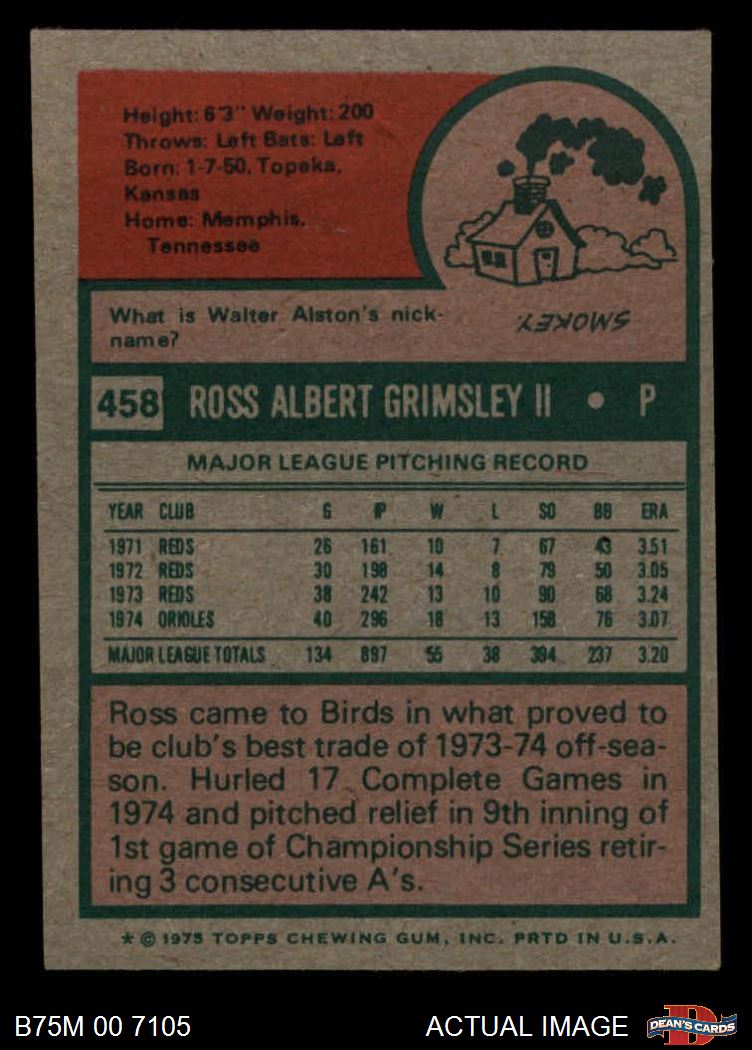 Height: 6'3" Weight: 200
Throws: Left Bats: Left
Born: 1-7-50, Topeka,
Kansas
Home: Memphis,
Tennessee
What is Walter Alston's nick-
name?
SMOKEY.
458 ROSS ALBERT GRIMSLEY II • P
MAJOR LEAGUE PITCHING RECORD
YEAR CLUB G IP W L SO BB ERA
1971 REDS 26 161 10 7 67 43 3.51
1972 REDS 30 198 14 8 79 50 3.05
1973 REDS 38 242 13 10 90 68 3.24
1974 ORIOLES 40 296 18 13 158 76 3.07
MAJOR LEAGUE TOTALS 134 897 55 38 394 237 3.20
Ross came to Birds in what proved to
be club's best trade of 1973-74 off-sea-
son. Hurled 17 Complete Games in
1974 and pitched relief in 9th inning of
1st game of Championship Series retir-
ing 3 consecutive A's.
* © 1975 TOPPS CHEWING GUM, INC. PRTD IN U.S.A.
B75M 00 7105 ACTUAL IMAGE D DEAN'S CARDS